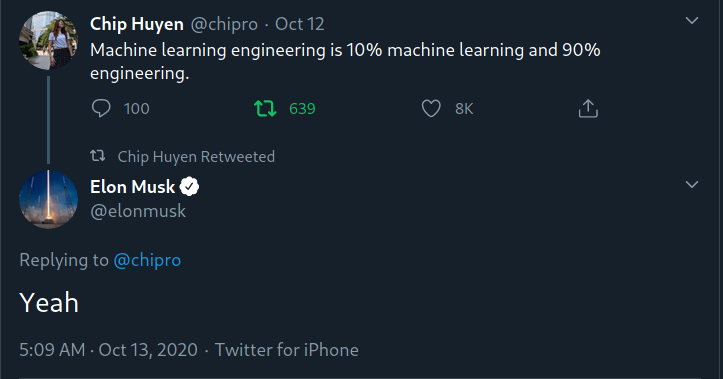 Chip Huyen @chipro · Oct 12
Machine learning engineering is 10% machine learning and 90%
engineering.
100 639 8K
Chip Huyen Retweeted
Elon Musk
@elonmusk
Replying to @chipro
Yeah
5:09 AM · Oct 13, 2020 · Twitter for iPhone